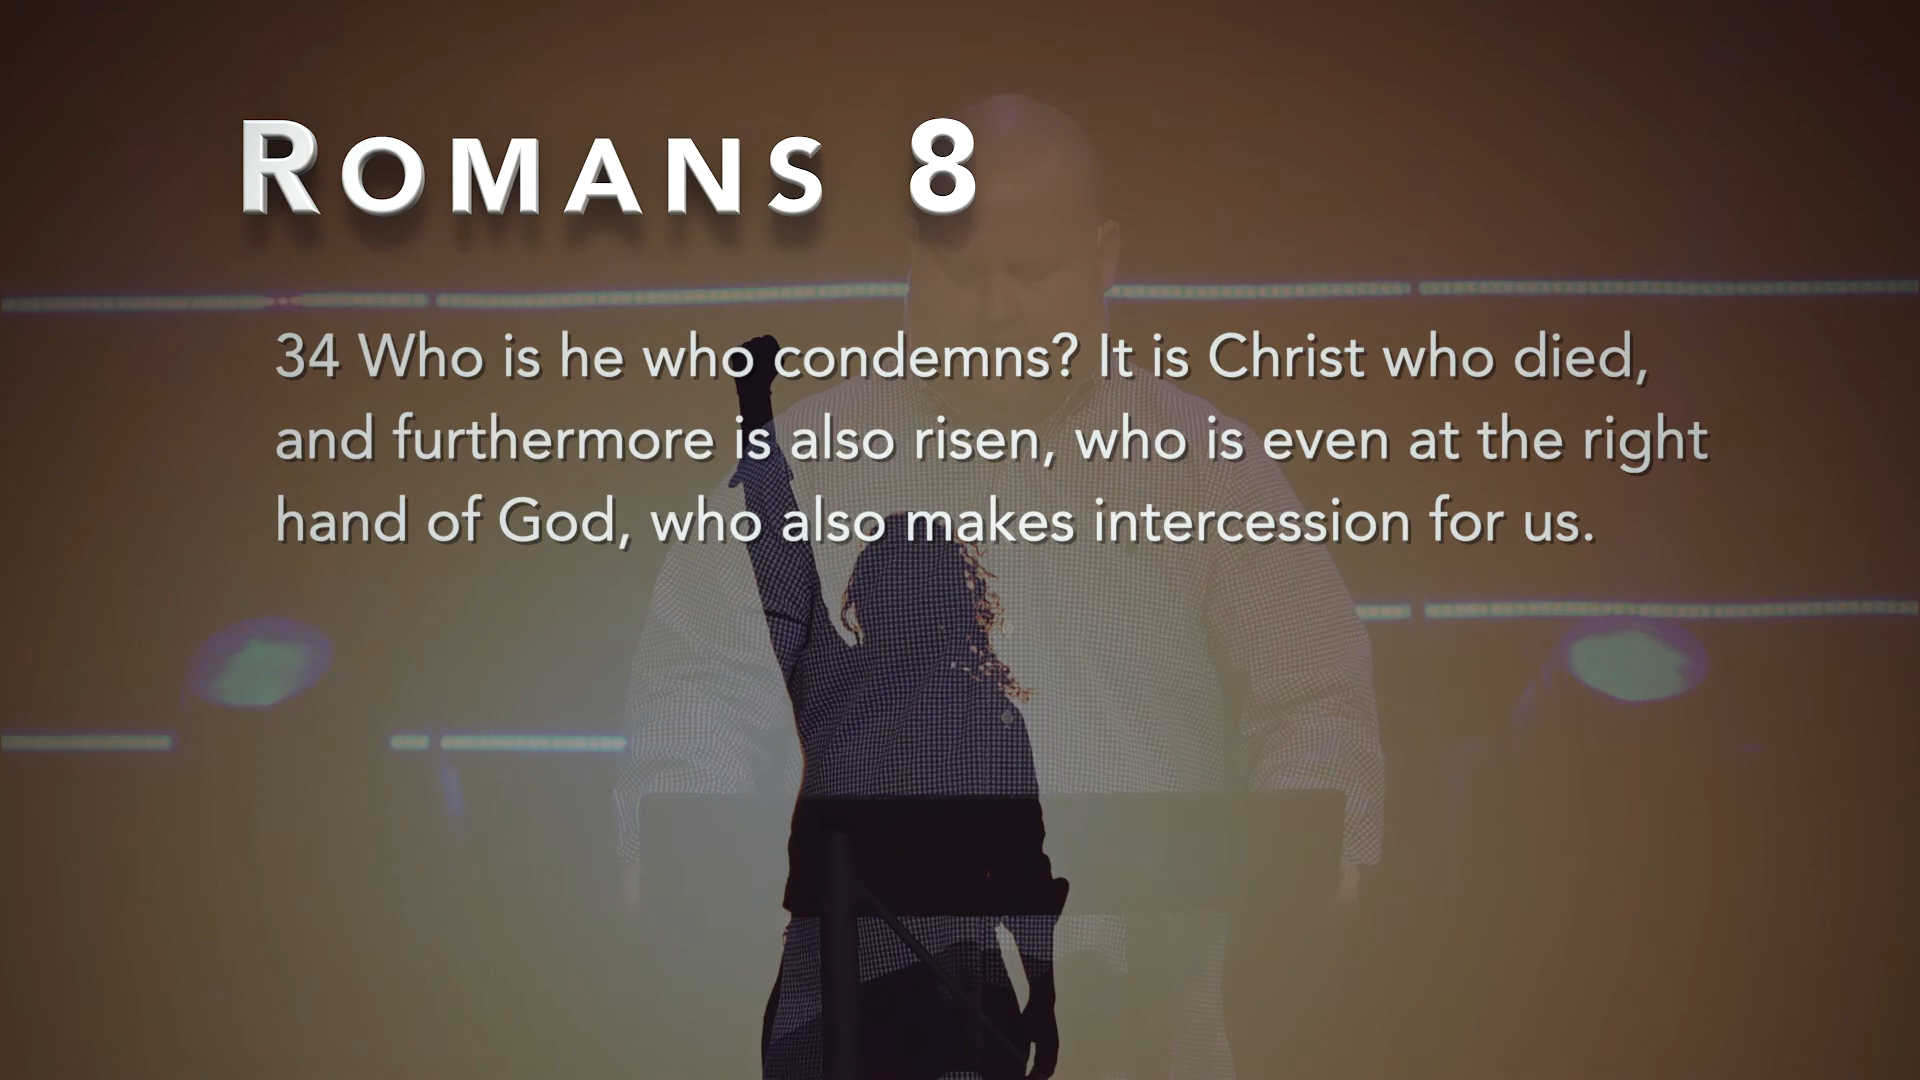 Romans 8
34 Who is he who condemns? It is Christ who died,
and furthermore is also risen, who is even at the right
hand of God, who also makes intercession for us.